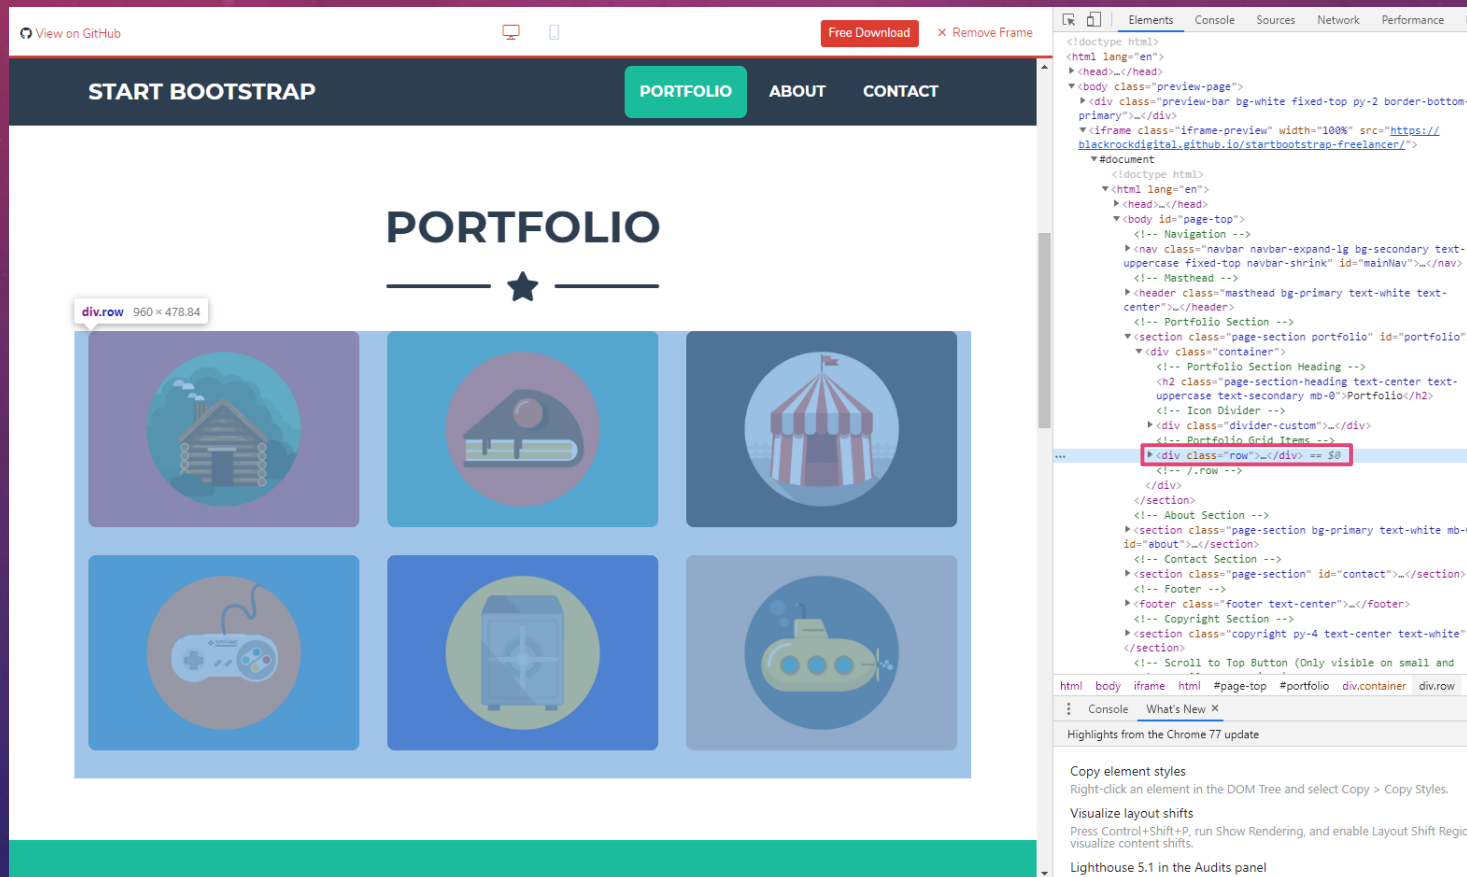 View on GitHub
Free Download
× Remove Frame
START BOOTSTRAP
PORTFOLIO
ABOUT
CONTACT
PORTFOLIO
div.row 960 × 478.84
Elements Console Sources Network Performance
<!doctype html>
<html lang="en">
<head>…</head>
<body class="preview-page">
<div class="preview-bar bg-white fixed-top py-2 border-bottom-
primary">…</div>
<iframe class="iframe-preview" width="100%" src="https://
blackrockdigital.github.io/startbootstrap-freelancer/">
#document
<!doctype html>
<html lang="en">
<head>…</head>
<body id="page-top">
<!-- Navigation -->
<nav class="navbar navbar-expand-lg bg-secondary text-
uppercase fixed-top navbar-shrink" id="mainNav">…</nav>
<!-- Masthead -->
<header class="masthead bg-primary text-white text-
center">…</header>
<!-- Portfolio Section -->
<section class="page-section portfolio" id="portfolio"
<div class="container">
<!-- Portfolio Section Heading -->
<h2 class="page-section-heading text-center text-
uppercase text-secondary mb-0">Portfolio</h2>
<!-- Icon Divider -->
<div class="divider-custom">…</div>
<!-- Portfolio Grid Items -->
… <div class="row">…</div> == $0
<!-- /.row -->
</div>
</section>
<!-- About Section -->
<section class="page-section bg-primary text-white mb-
id="about">…</section>
<!-- Contact Section -->
<section class="page-section" id="contact">…</section>
<!-- Footer -->
<footer class="footer text-center">…</footer>
<!-- Copyright Section -->
<section class="copyright py-4 text-center text-white"
</section>
<!-- Scroll to Top Button (Only visible on small and
html body iframe html #page-top #portfolio div.container div.row
Console What's New ×
Highlights from the Chrome 77 update
Copy element styles
Right-click an element in the DOM Tree and select Copy > Copy Styles.
Visualize layout shifts
Press Control+Shift+P, run Show Rendering, and enable Layout Shift Regio
visualize content shifts.
Lighthouse 5.1 in the Audits panel